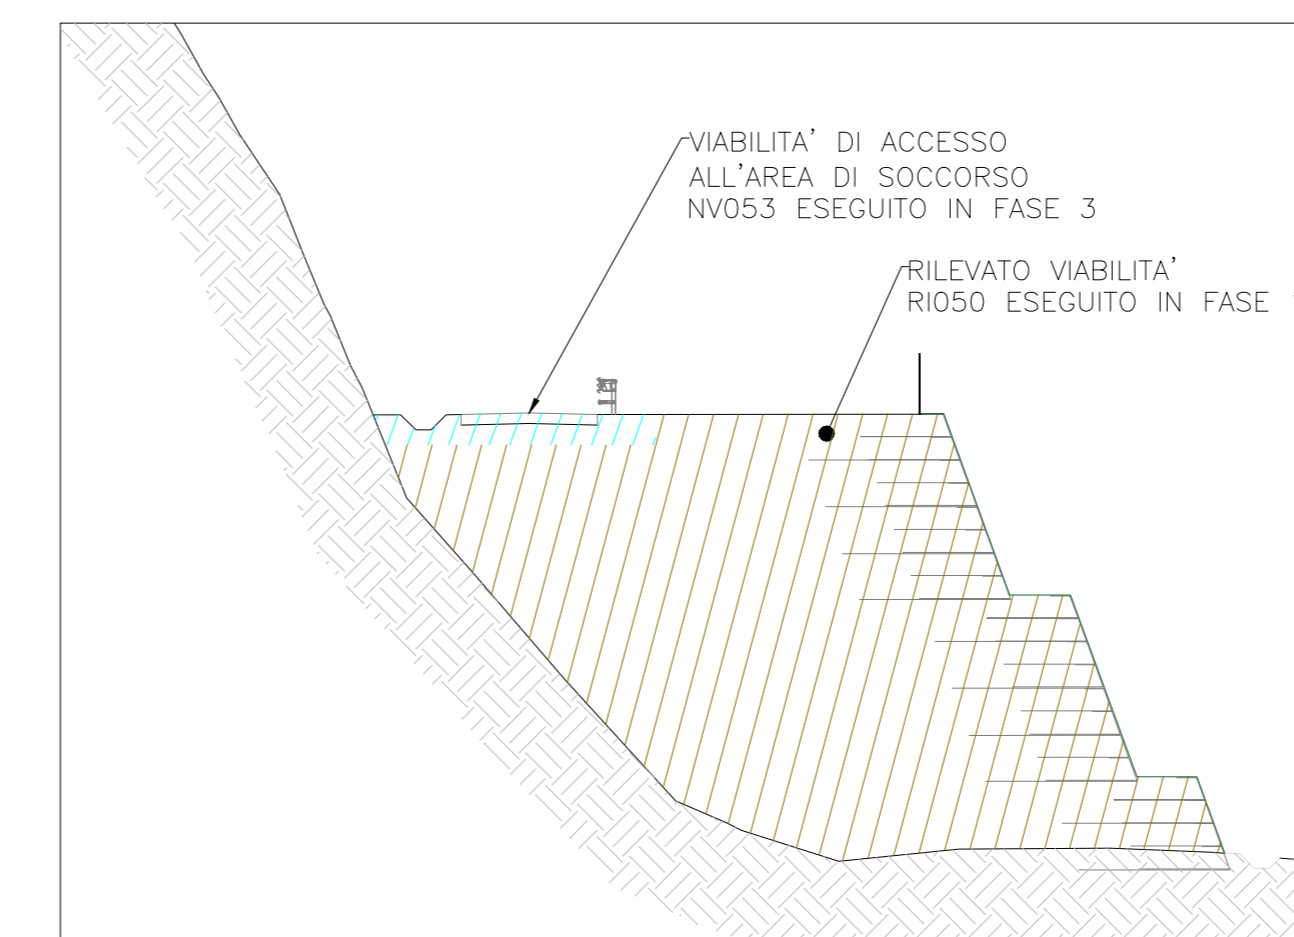 VIABILITA' DI ACCESSO
ALL'AREA DI SOCCORSO
NV053 ESEGUITO IN FASE 3
RILEVATO VIABILITA'
RI050 ESEGUITO IN FASE